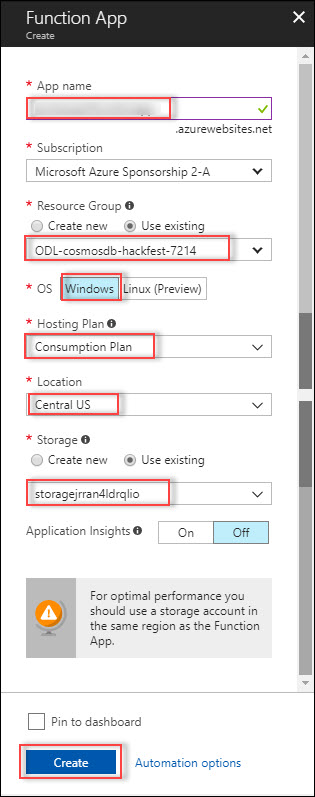 Function App
Create
* App name
.azurewebsites.net
* Subscription
Microsoft Azure Sponsorship 2-A
* Resource Group
Create new Use existing
ODL-cosmosdb-hackfest-7214
* OS Windows Linux (Preview)
* Hosting Plan
Consumption Plan
* Location
Central US
* Storage
Create new Use existing
storagejrran4ldrqlio
Application Insights On Off
For optimal performance you
should use a storage account in
the same region as the Function
App.
Pin to dashboard
Create Automation options